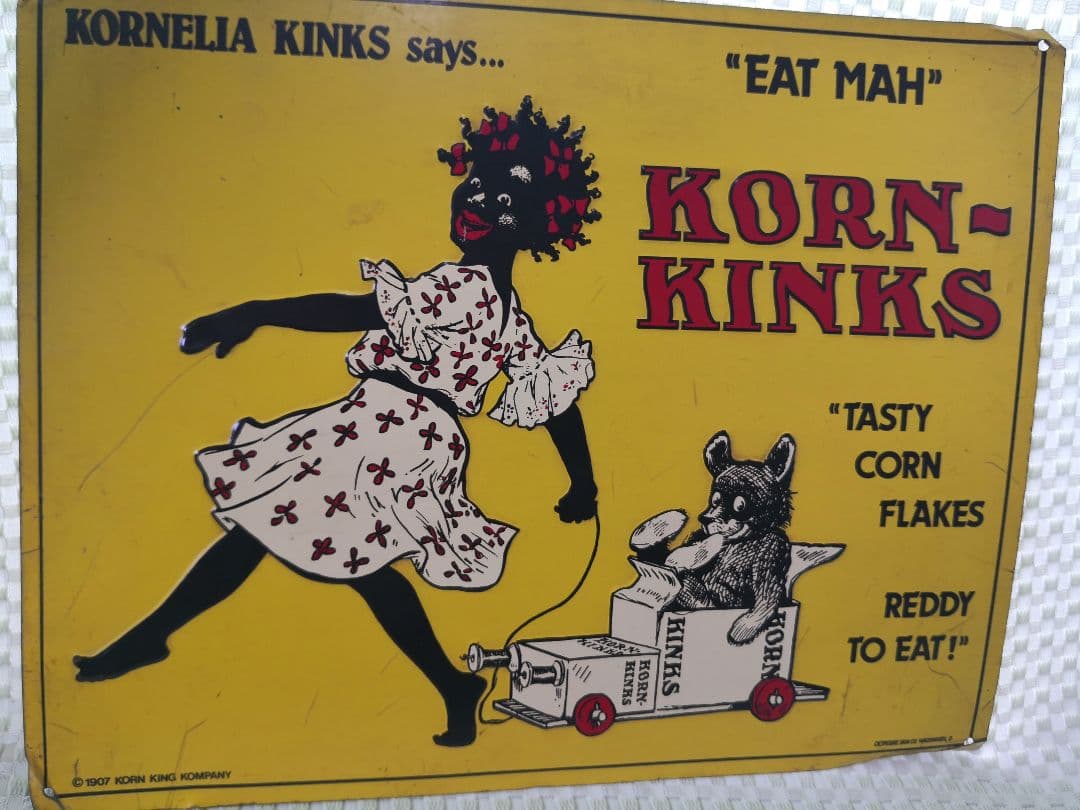 KORNELIA KINKS says...
"EAT MAH"
KORN-
KINKS
"TASTY
CORN
FLAKES
REDDY
TO EAT!"
KORN-
KINKS
KORN-
KINKS
KINKS
KORN
©1907 KORN KING KOMPANY